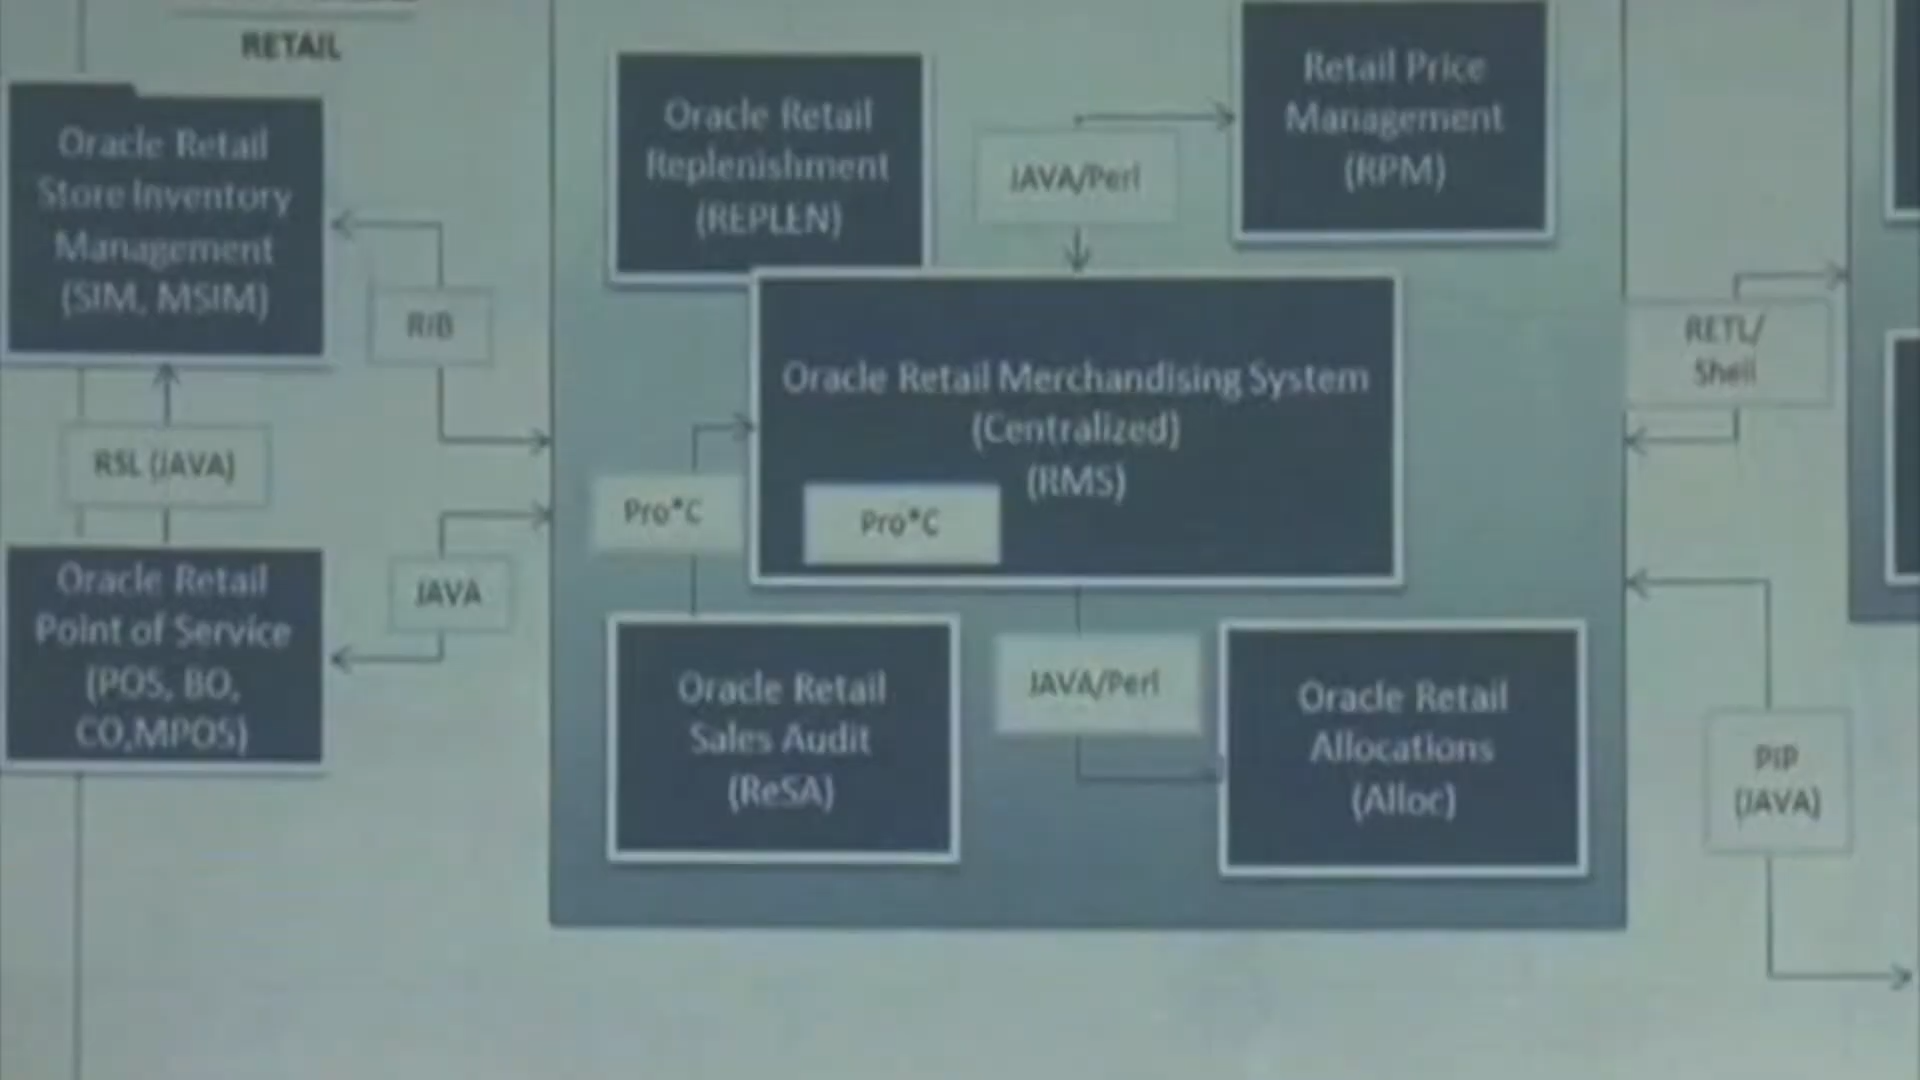 RETAIL
Oracle Retail
Store Inventory
Management
(SIM, MSIM)
RIB
RSL (JAVA)
Oracle Retail
Point of Service
(POS, BO,
CO,MPOS)
JAVA
Oracle Retail
Replenishment
(REPLEN)
JAVA/Perl
Retail Price
Management
(RPM)
Oracle Retail Merchandising System
(Centralized)
(RMS)
Pro*C
Pro*C
Oracle Retail
Sales Audit
(ReSA)
JAVA/Perl
Oracle Retail
Allocations
(Alloc)
RETL/
Shell
PIP
(JAVA)